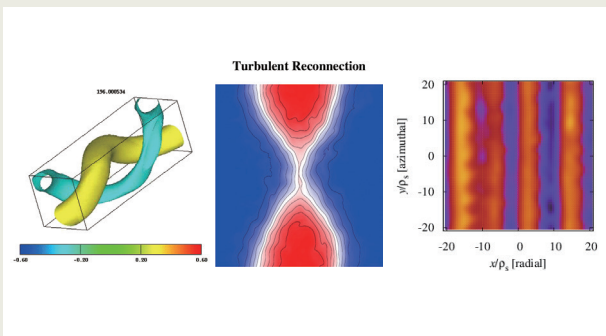 Turbulent Reconnection
196.000534
-0.60 -0.20 0.20 0.60
20
10
0
-10
-20
y/ρs [azimuthal]
-20 -10 0 10 20
x/ρs [radial]